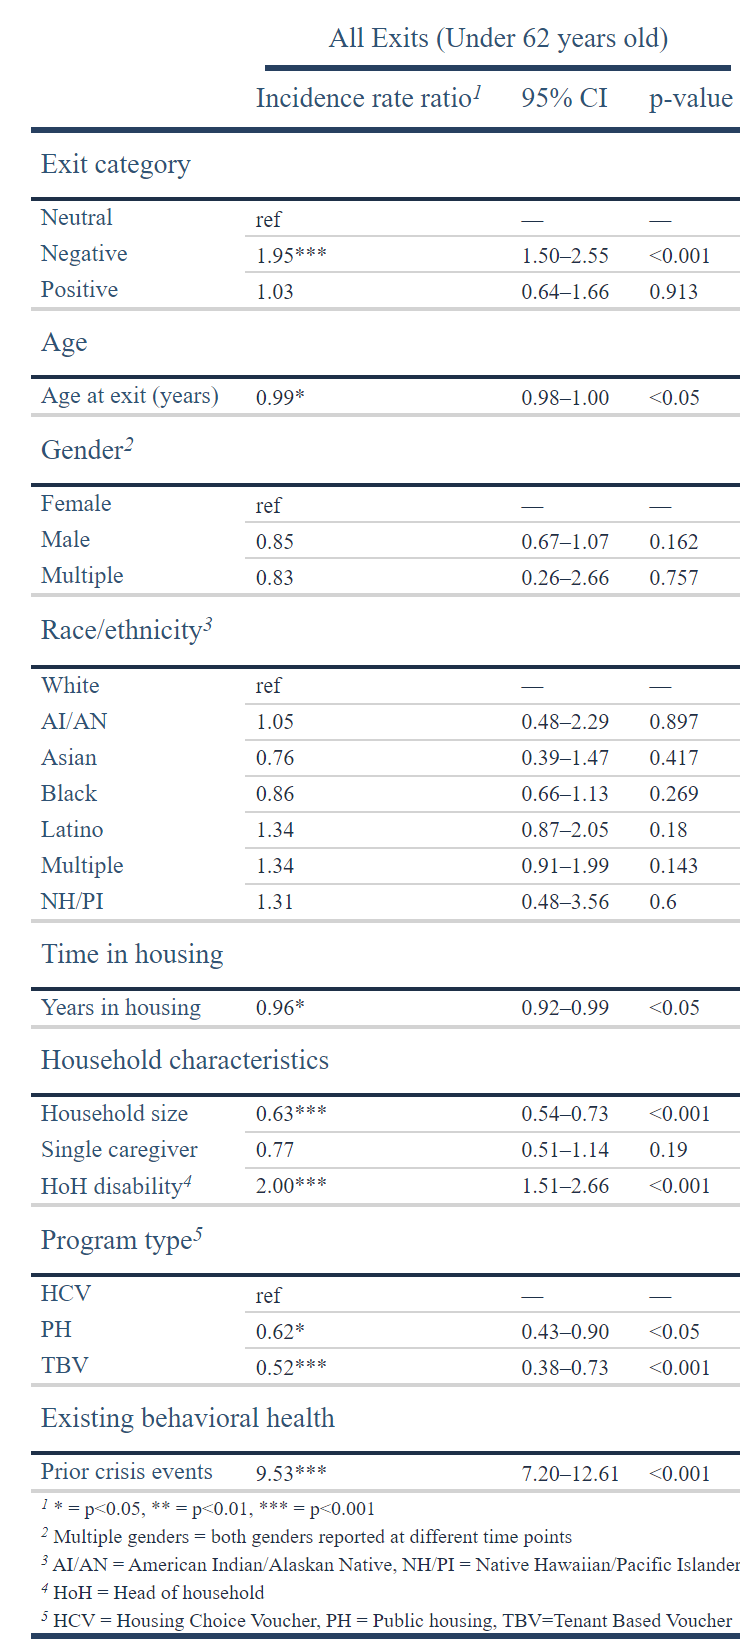 All Exits (Under 62 years old)
Incidence rate ratio1 95% CI p-value
Exit category
Neutral ref — —
Negative 1.95*** 1.50–2.55 <0.001
Positive 1.03 0.64–1.66 0.913
Age
Age at exit (years) 0.99* 0.98–1.00 <0.05
Gender2
Female ref — —
Male 0.85 0.67–1.07 0.162
Multiple 0.83 0.26–2.66 0.757
Race/ethnicity3
White ref — —
AI/AN 1.05 0.48–2.29 0.897
Asian 0.76 0.39–1.47 0.417
Black 0.86 0.66–1.13 0.269
Latino 1.34 0.87–2.05 0.18
Multiple 1.34 0.91–1.99 0.143
NH/PI 1.31 0.48–3.56 0.6
Time in housing
Years in housing 0.96* 0.92–0.99 <0.05
Household characteristics
Household size 0.63*** 0.54–0.73 <0.001
Single caregiver 0.77 0.51–1.14 0.19
HoH disability4 2.00*** 1.51–2.66 <0.001
Program type5
HCV ref — —
PH 0.62* 0.43–0.90 <0.05
TBV 0.52*** 0.38–0.73 <0.001
Existing behavioral health
Prior crisis events 9.53*** 7.20–12.61 <0.001
1 * = p<0.05, ** = p<0.01, *** = p<0.001
2 Multiple genders = both genders reported at different time points
3 AI/AN = American Indian/Alaskan Native, NH/PI = Native Hawaiian/Pacific Islander
4 HoH = Head of household
5 HCV = Housing Choice Voucher, PH = Public housing, TBV=Tenant Based Voucher